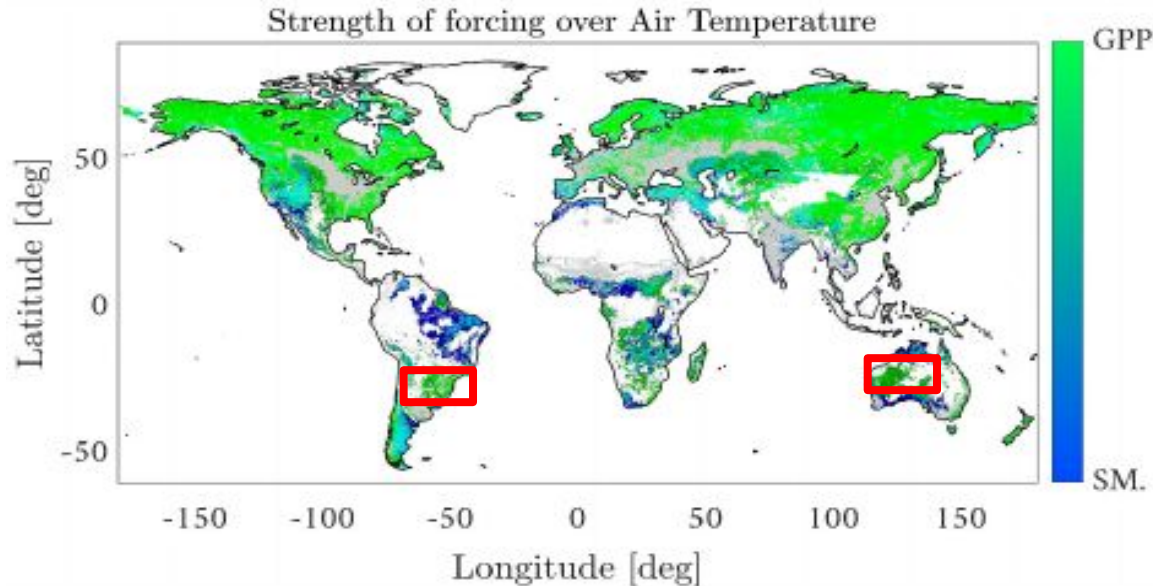 Strength of forcing over Air Temperature
GPP
50
0
-50
SM.
Latitude [deg]
-150 -100 -50 0 50 100 150
Longitude [deg]